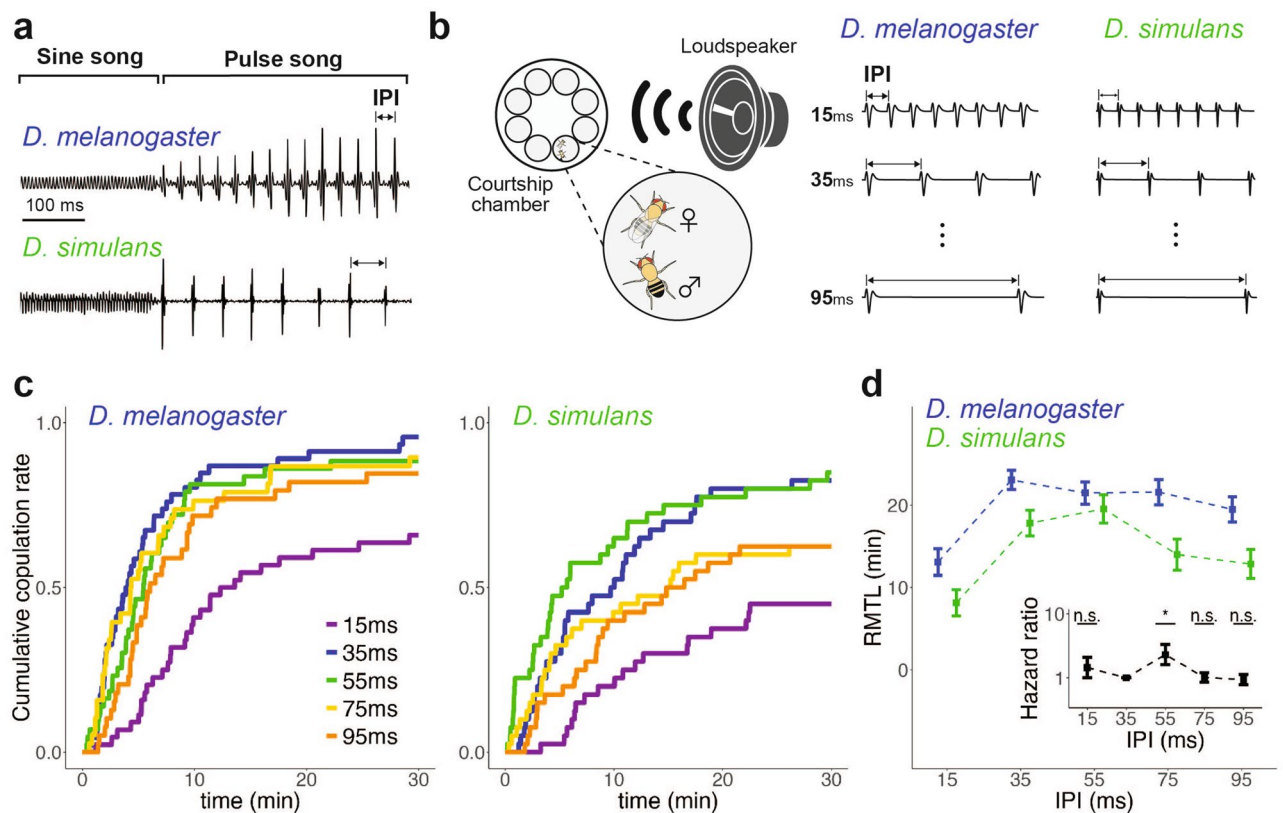 a
Sine song
Pulse song
IPI
D. melanogaster
100 ms
D. simulans
b
Loudspeaker
Courtship
chamber
♀
♂
D. melanogaster
D. simulans
IPI
15ms
35ms
⋮
⋮
95ms
c
D. melanogaster
D. simulans
Cumulative copulation rate
1.0
0.5
0.0
15ms
35ms
55ms
75ms
95ms
0
10
20
30
time (min)
1.0
0.5
0.0
0
10
20
30
time (min)
d
D. melanogaster
D. simulans
RMTL (min)
20
10
0
Hazard ratio
10
1
n.s.
*
n.s.
n.s.
15
35
55
75
95
IPI (ms)
15
35
55
75
95
IPI (ms)